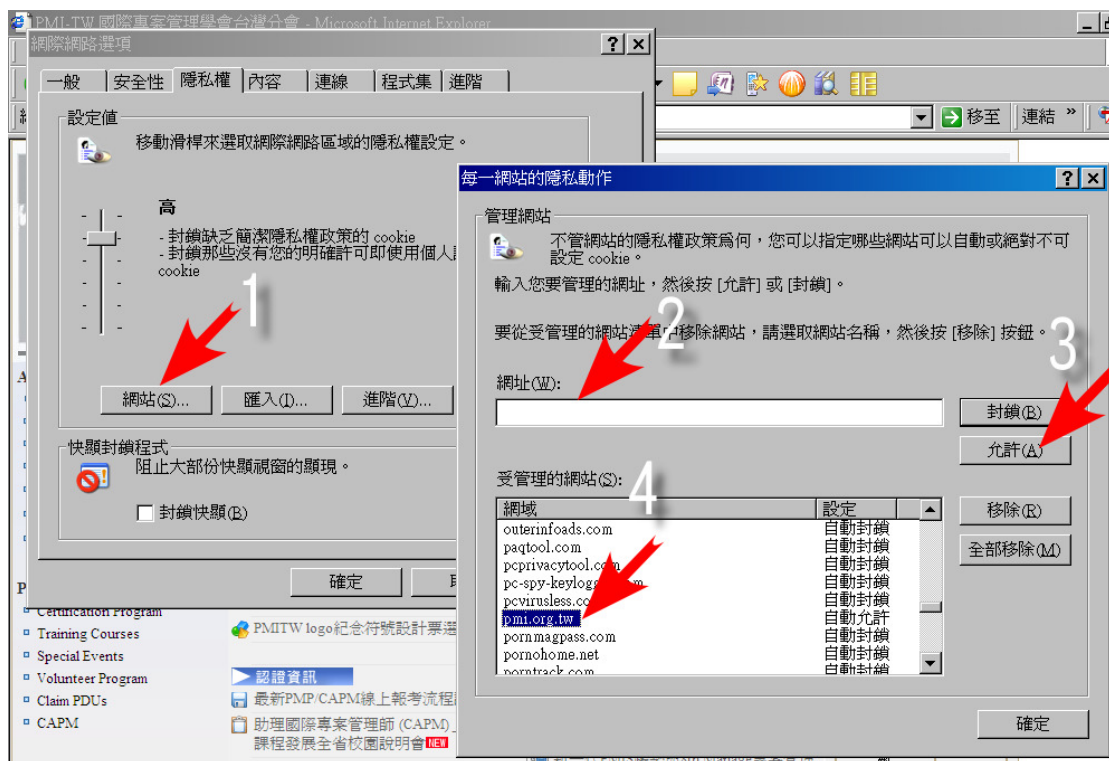 PMI-TW 國際專案管理學會台灣分會 - Microsoft Internet Explorer
網際網路選項
一般 安全性 隱私權 內容 連線 程式集 進階
設定值
移動滑桿來選取網際網路區域的隱私權設定。
高
- 封鎖缺乏簡潔隱私權政策的 cookie
- 封鎖那些沒有您的明確許可即使用個人
cookie
1
網站(S)... 匯入(I)... 進階(V)...
快顯封鎖程式
阻止大部份快顯視窗的顯現。
封鎖快顯(B)
確定
移至 連結 »
每一網站的隱私動作
管理網站
不管網站的隱私權政策為何，您可以指定哪些網站可以自動或絕對不可
設定 cookie。
輸入您要管理的網址，然後按 [允許] 或 [封鎖]。
要從受管理的網站清單中移除網站，請選取網站名稱，然後按 [移除] 按鈕。
2
3
網址(W):
封鎖(B)
允許(A)
受管理的網站(S):
4
網域 設定
outerinfoads.com 自動封鎖
paqtool.com 自動封鎖
pcprivacytool.com 自動封鎖
pc-spy-keylogger.com 自動封鎖
pcvirusless.com 自動封鎖
pmi.org.tw 自動允許
pornmagpass.com 自動封鎖
pornohome.net 自動封鎖
porntrack.com 自動封鎖
移除(R)
全部移除(M)
確定
Certification Program
Training Courses
Special Events
Volunteer Program
Claim PDUs
CAPM
PMITW logo紀念符號設計票選
認證資訊
最新PMP/CAPM線上報考流程
助理國際專案管理師 (CAPM)
課程發展全省校園說明會 NEW